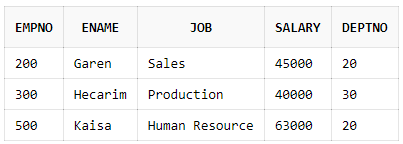 EMPNO ENAME JOB SALARY DEPTNO
200 Garen Sales 45000 20
300 Hecarim Production 40000 30
500 Kaisa Human Resource 63000 20